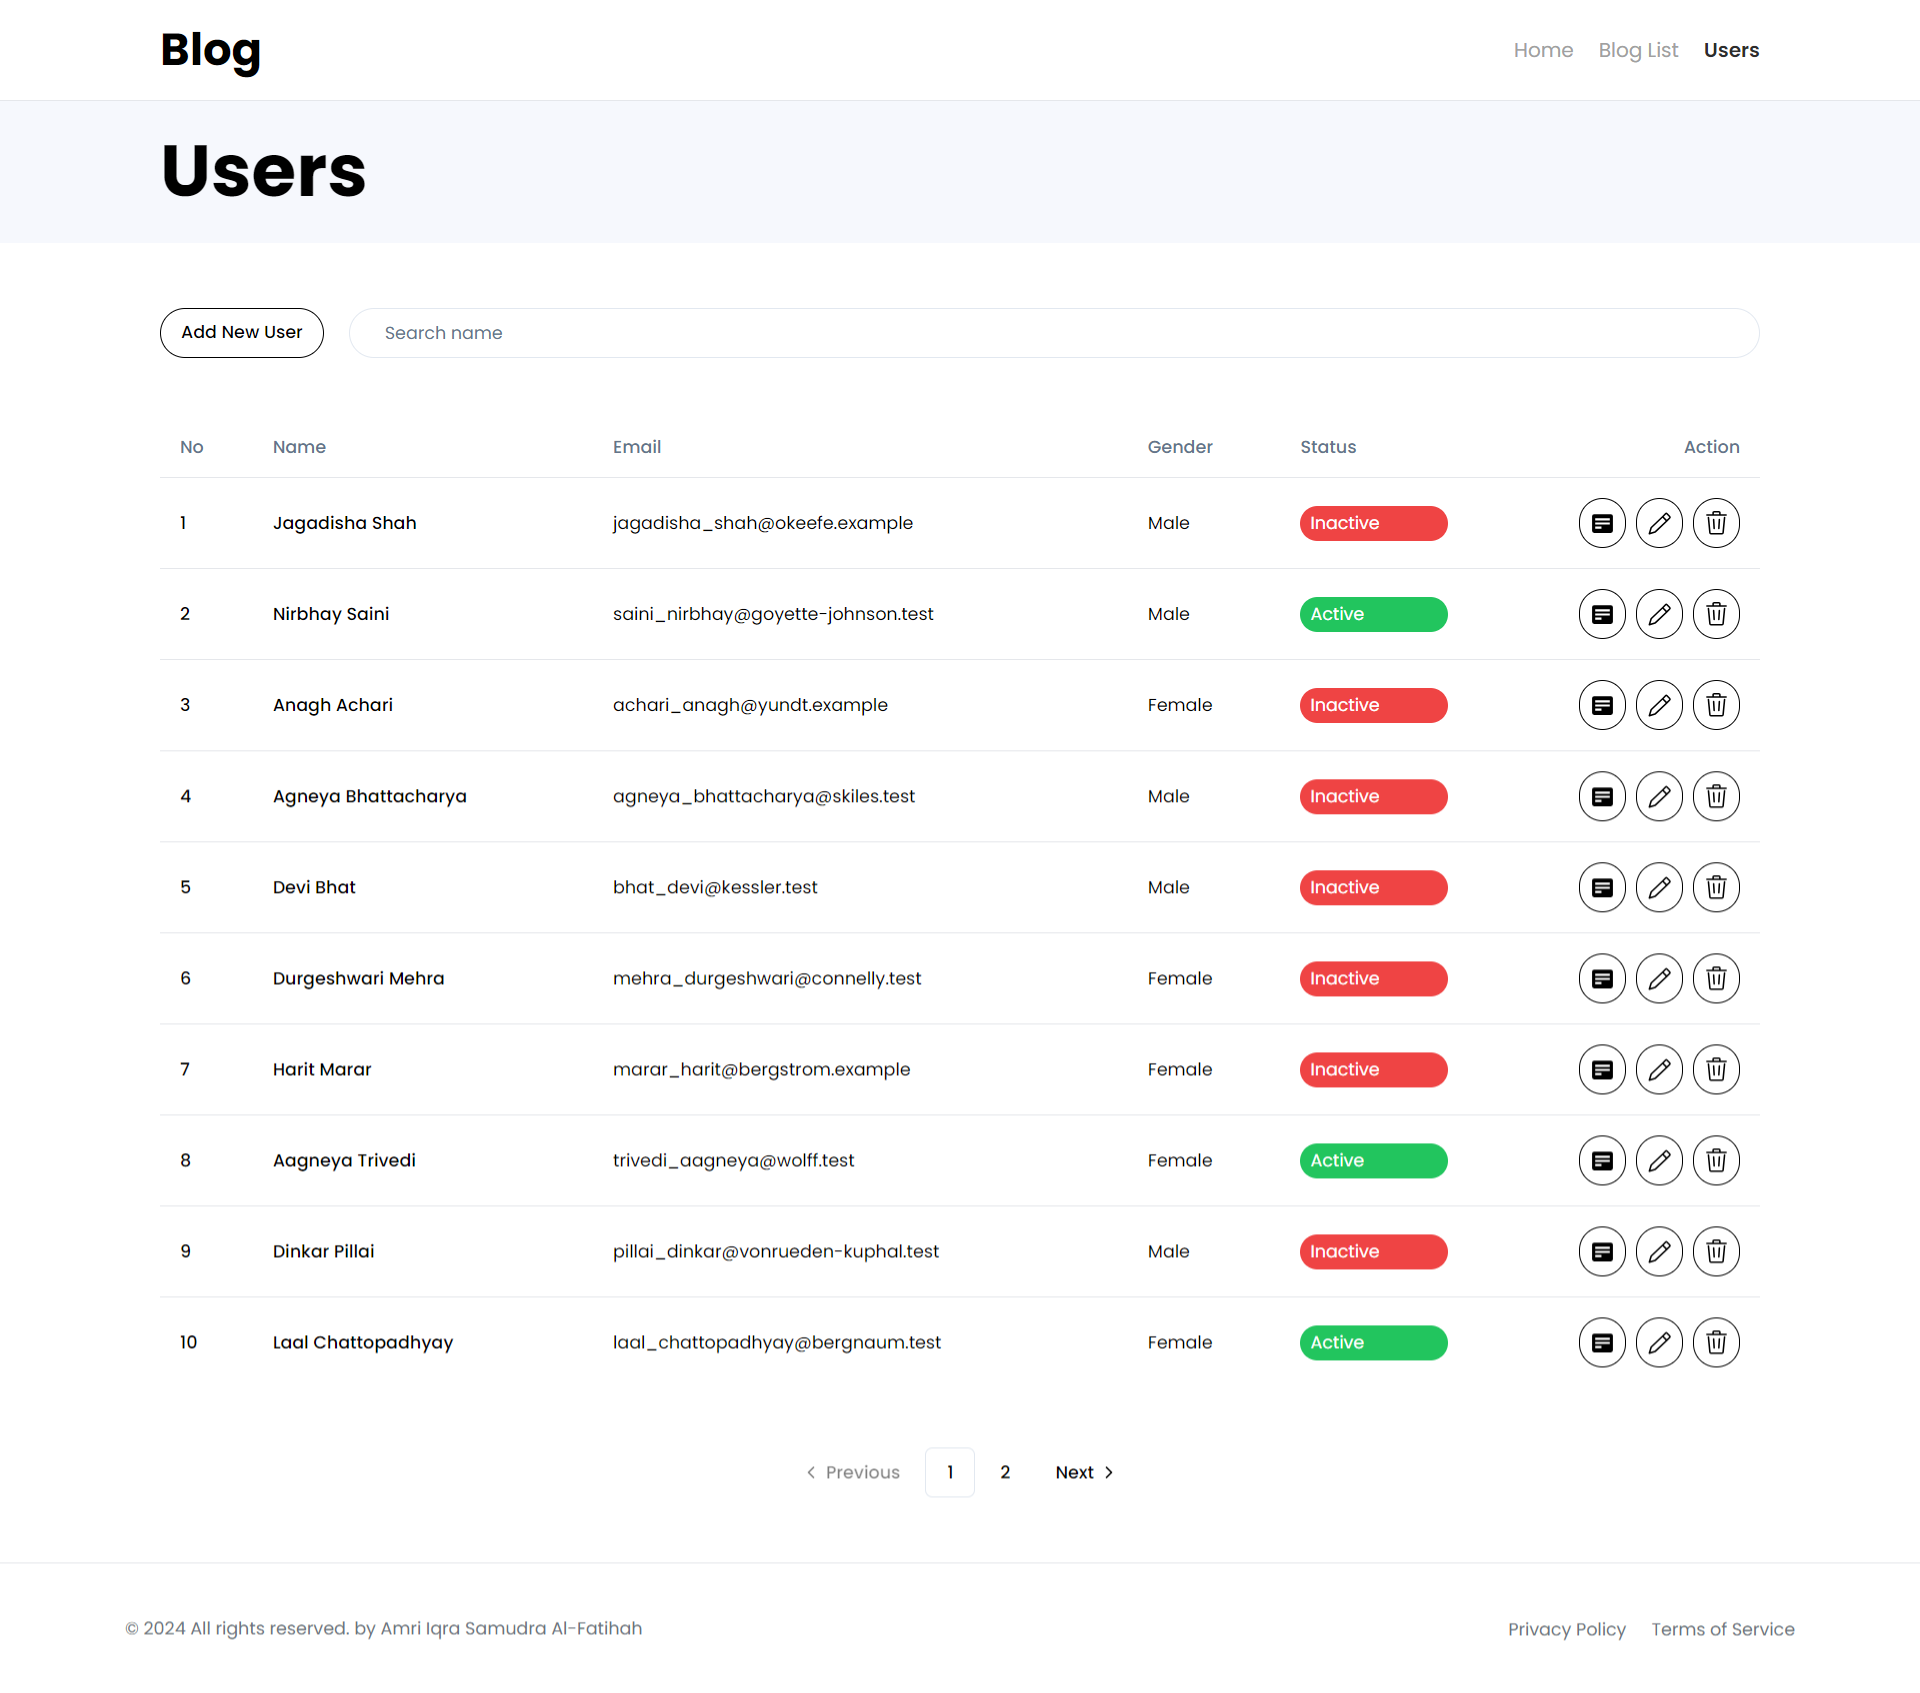 Blog
Home Blog List Users
Users
Add New User Search name
No Name Email Gender Status Action
1 Jagadisha Shah jagadisha_shah@okeefe.example Male Inactive
2 Nirbhay Saini saini_nirbhay@goyette-johnson.test Male Active
3 Anagh Achari achari_anagh@yundt.example Female Inactive
4 Agneya Bhattacharya agneya_bhattacharya@skiles.test Male Inactive
5 Devi Bhat bhat_devi@kessler.test Male Inactive
6 Durgeshwari Mehra mehra_durgeshwari@connelly.test Female Inactive
7 Harit Marar marar_harit@bergstrom.example Female Inactive
8 Aagneya Trivedi trivedi_aagneya@wolff.test Female Active
9 Dinkar Pillai pillai_dinkar@vonrueden-kuphal.test Male Inactive
10 Laal Chattopadhyay laal_chattopadhyay@bergnaum.test Female Active
Previous 1 2 Next
© 2024 All rights reserved. by Amri Iqra Samudra Al-Fatihah
Privacy Policy Terms of Service